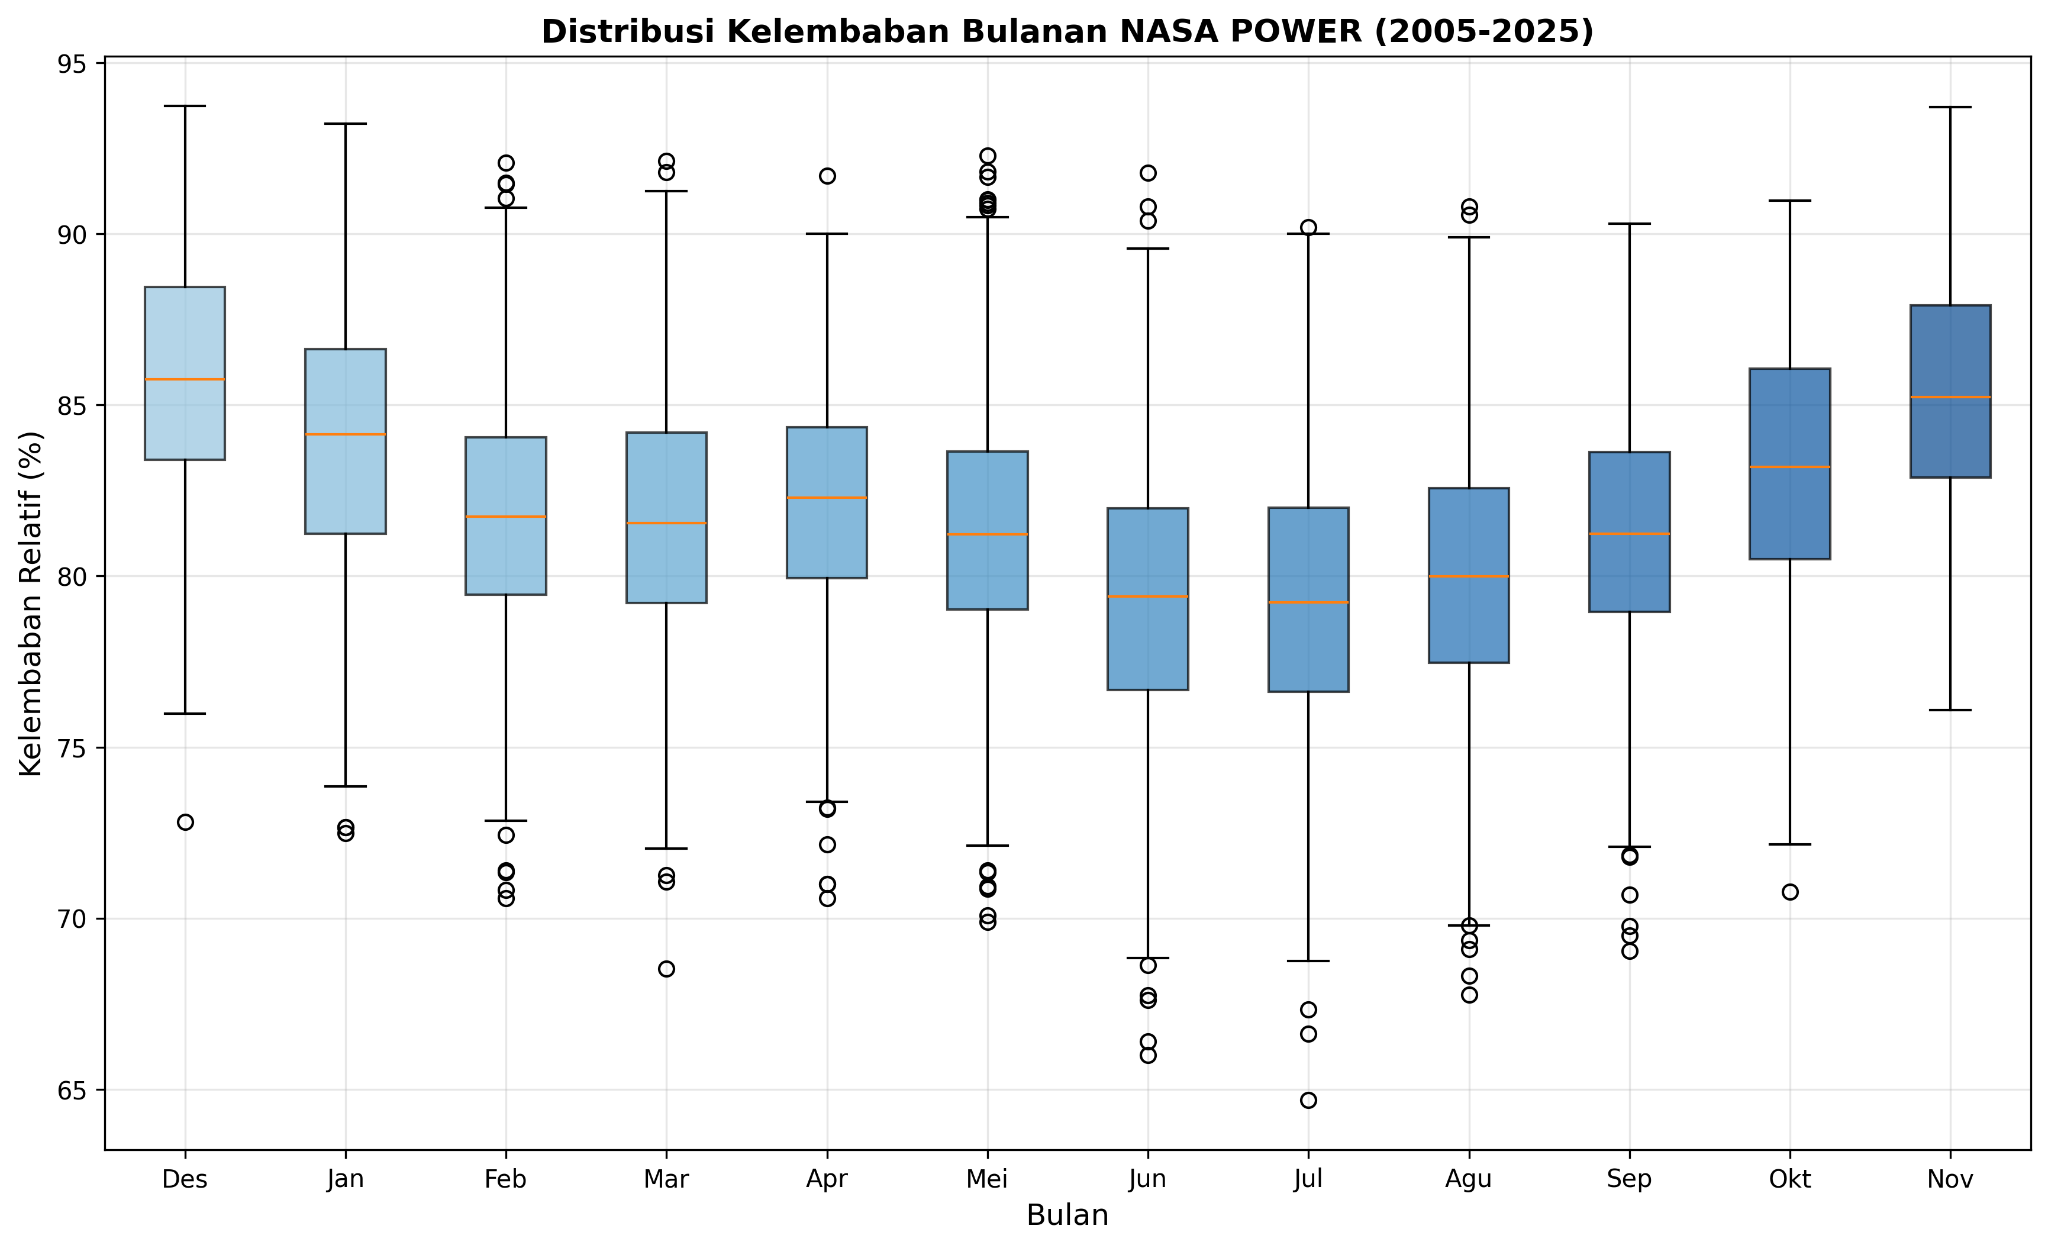 Distribusi Kelembaban Bulanan NASA POWER (2005-2025)
Kelembaban Relatif (%)
95
90
85
80
75
70
65
Des Jan Feb Mar Apr Mei Jun Jul Agu Sep Okt Nov
Bulan